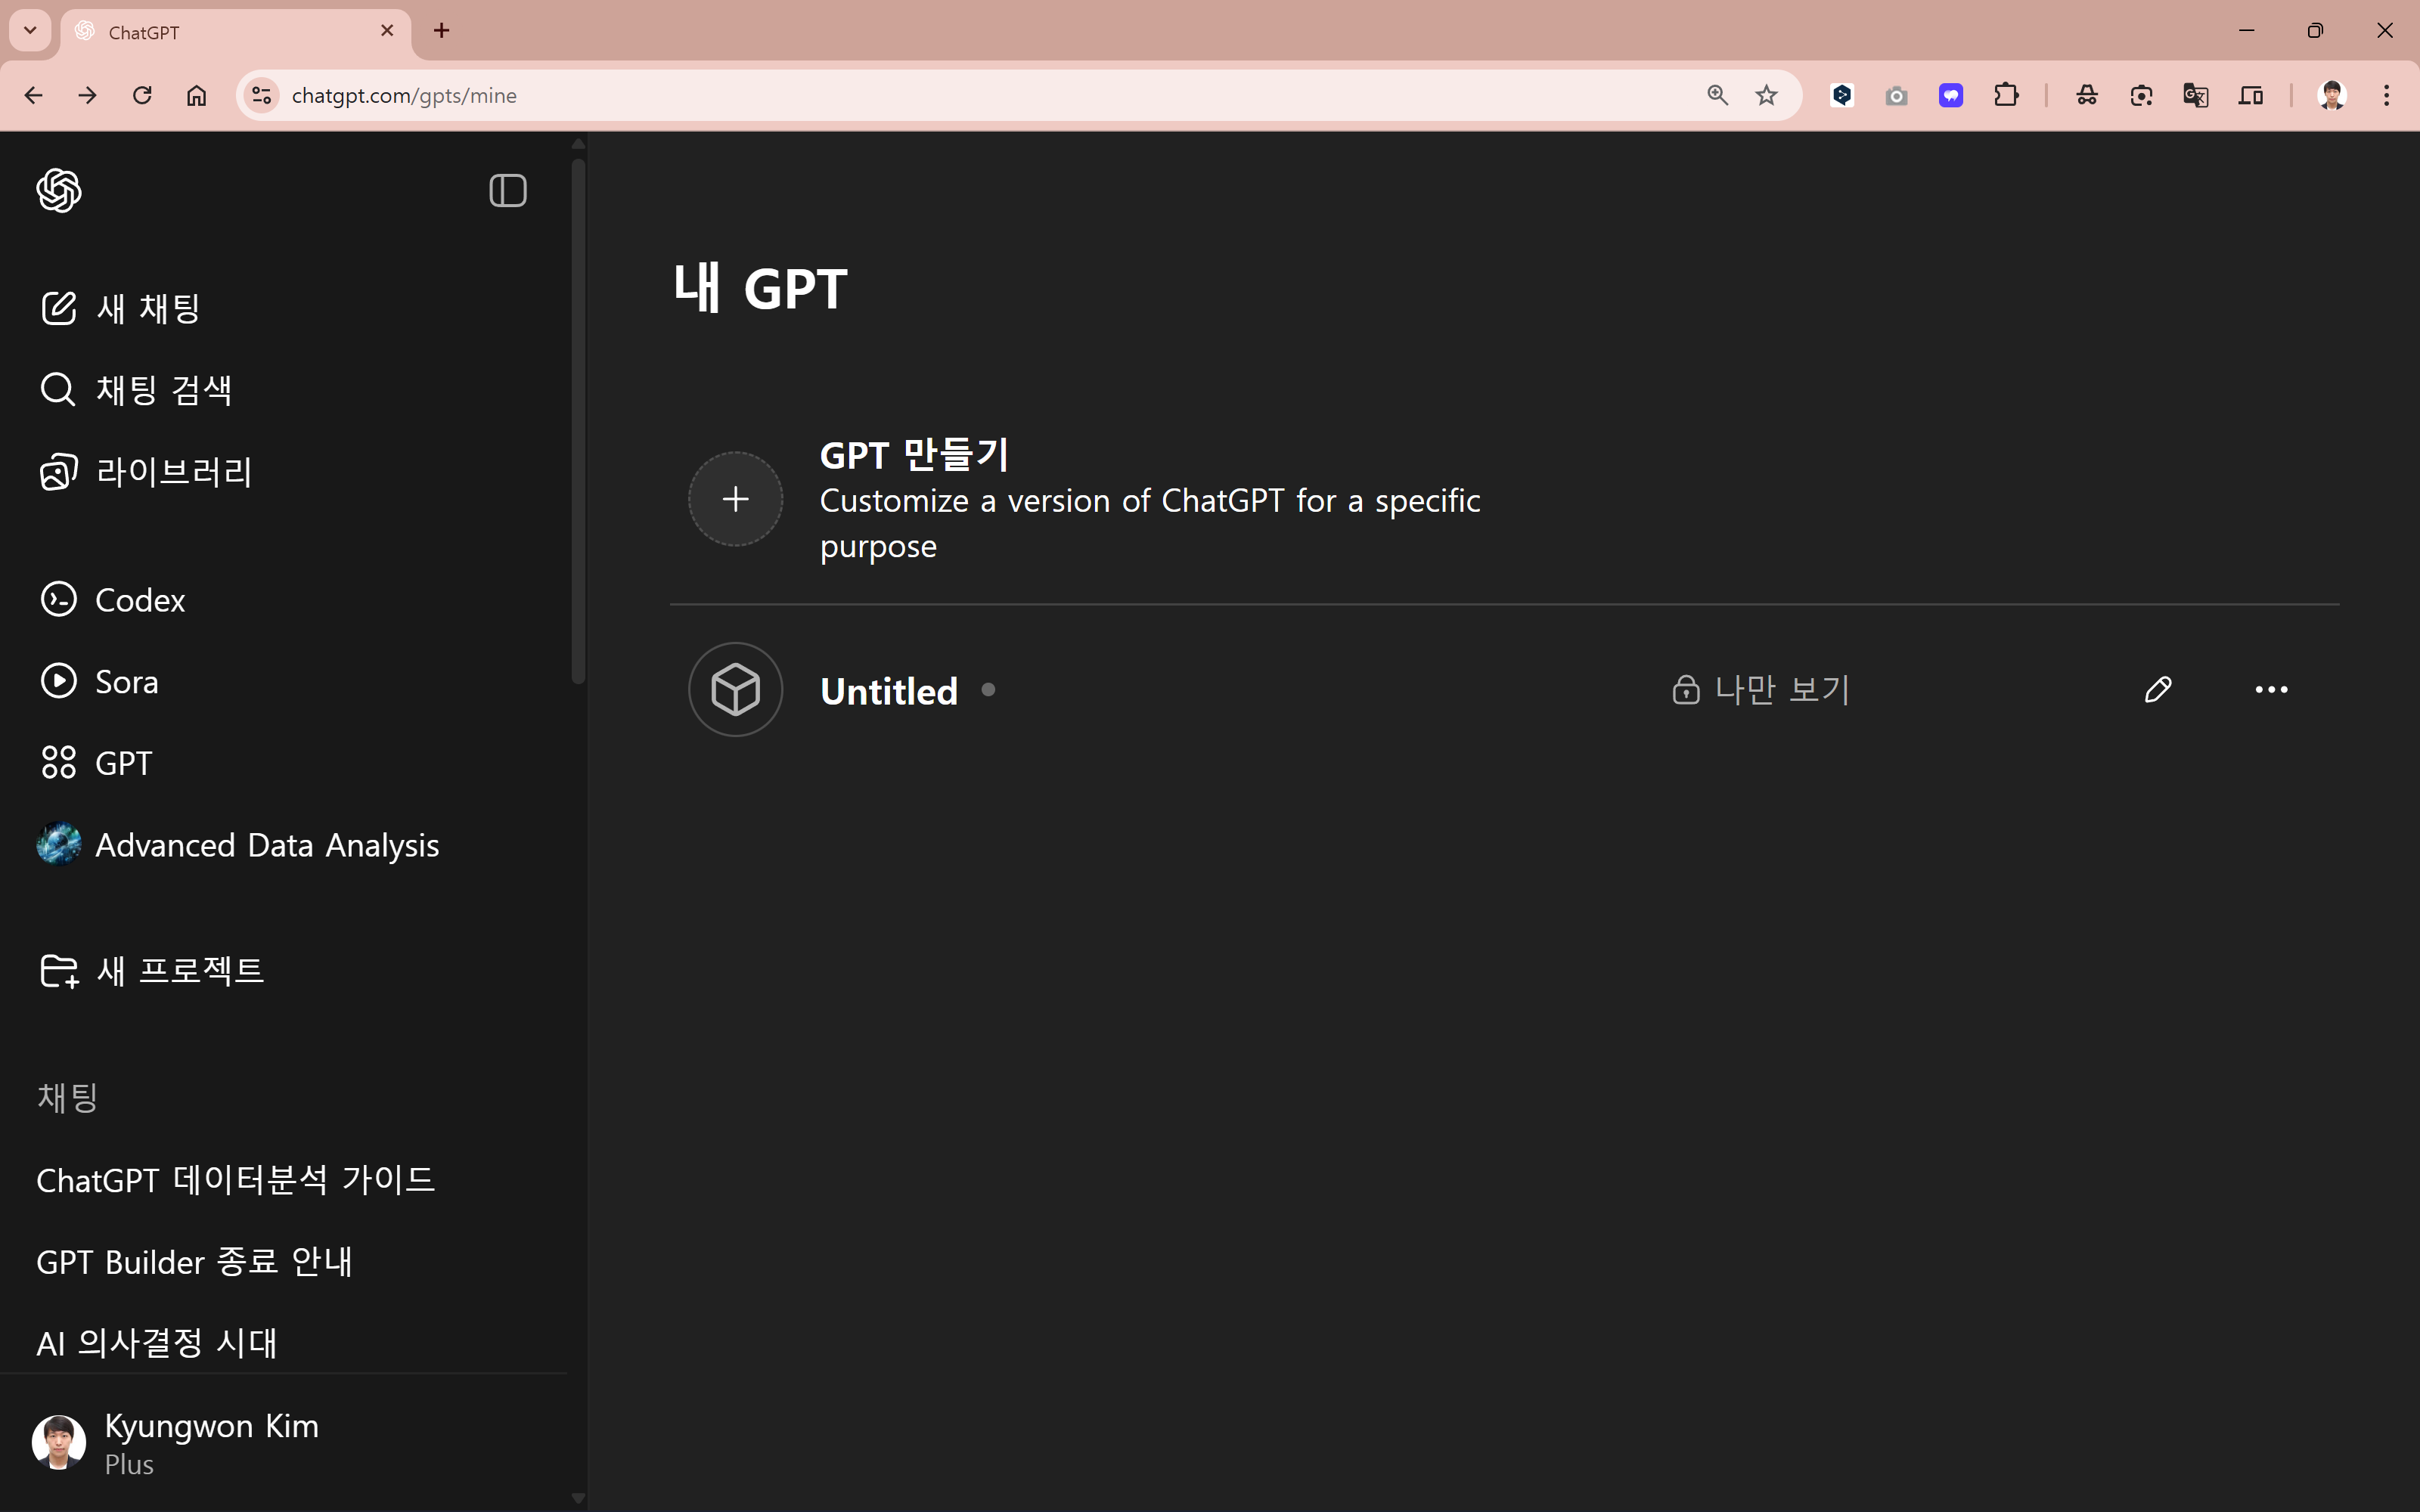 ChatGPT
chatgpt.com/gpts/mine
새 채팅
채팅 검색
라이브러리
Codex
Sora
GPT
Advanced Data Analysis
새 프로젝트
채팅
ChatGPT 데이터분석 가이드
GPT Builder 종료 안내
AI 의사결정 시대
Kyungwon Kim
Plus
내 GPT
GPT 만들기
Customize a version of ChatGPT for a specific
purpose
Untitled
나만 보기